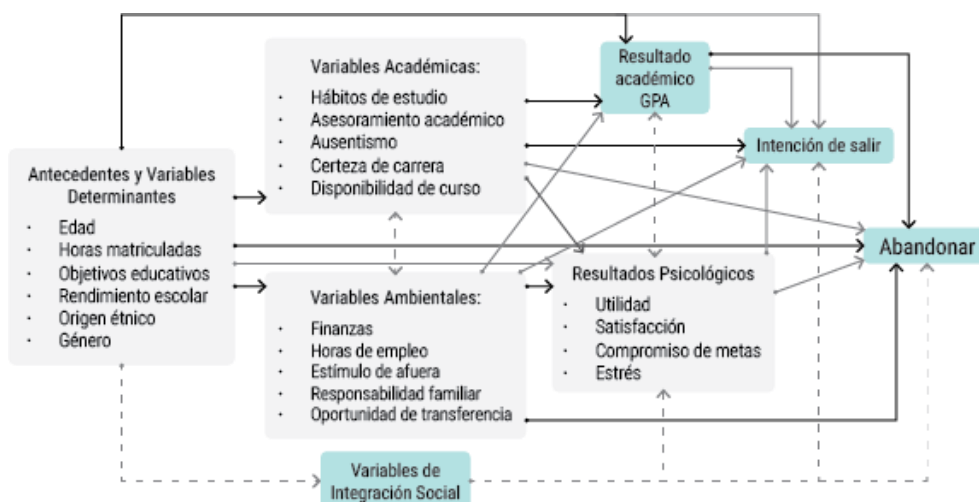 Antecedentes y Variables
Determinantes
· Edad
· Horas matriculadas
· Objetivos educativos
· Rendimiento escolar
· Origen étnico
· Género
Variables Académicas:
· Hábitos de estudio
· Asesoramiento académico
· Ausentismo
· Certeza de carrera
· Disponibilidad de curso
Variables Ambientales:
· Finanzas
· Horas de empleo
· Estímulo de afuera
· Responsabilidad familiar
· Oportunidad de transferencia
Variables de
Integración Social
Resultado
académico
GPA
Resultados Psicológicos
· Utilidad
· Satisfacción
· Compromiso de metas
· Estrés
Intención de salir
Abandonar